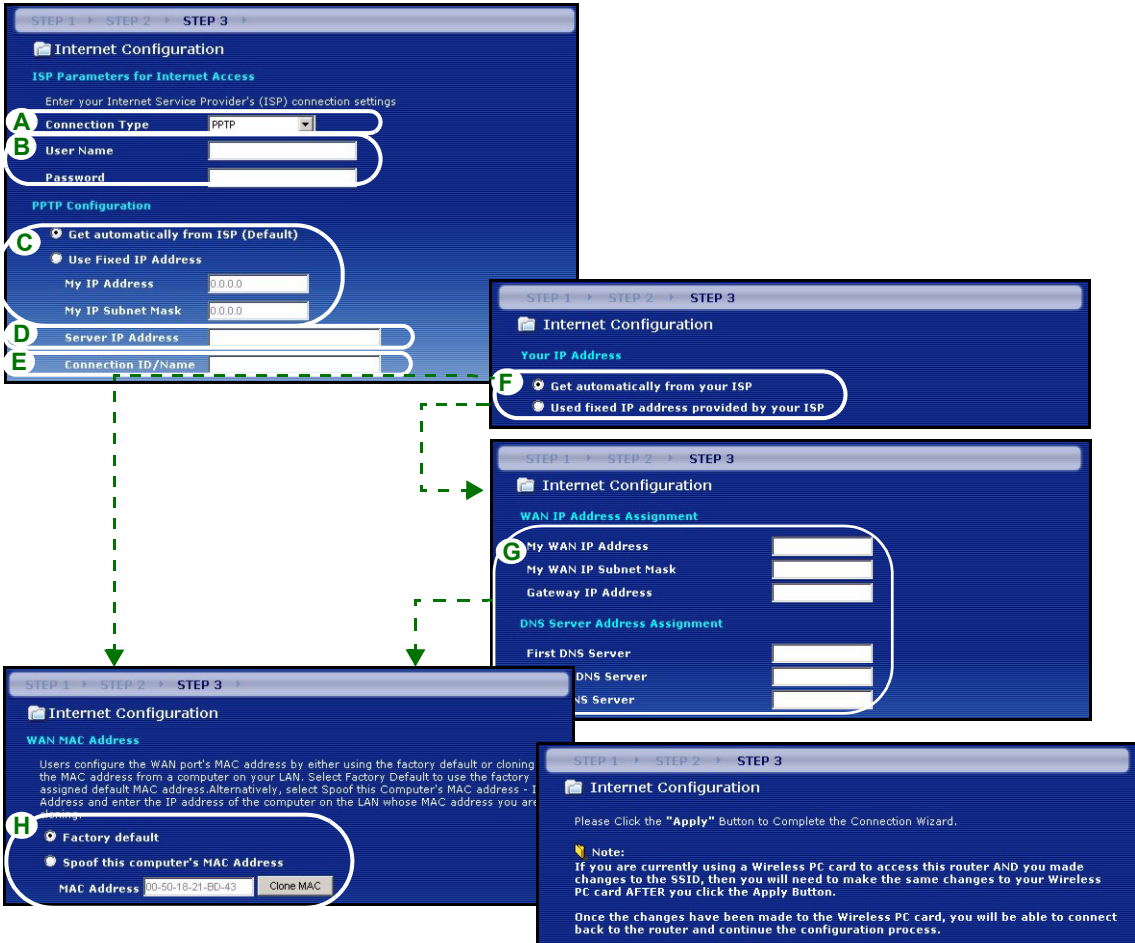 STEP 1 STEP 2 STEP 3
Internet Configuration
ISP Parameters for Internet Access
Enter your Internet Service Provider's (ISP) connection settings
A Connection Type PPTP
B User Name
Password
PPTP Configuration
C Get automatically from ISP (Default)
Use Fixed IP Address
My IP Address 0.0.0.0
My IP Subnet Mask 0.0.0.0
D Server IP Address
E Connection ID/Name
STEP 1 STEP 2 STEP 3
Internet Configuration
Your IP Address
F Get automatically from your ISP
Used fixed IP address provided by your ISP
STEP 1 STEP 2 STEP 3
Internet Configuration
WAN IP Address Assignment
G My WAN IP Address
My WAN IP Subnet Mask
Gateway IP Address
DNS Server Address Assignment
First DNS Server
DNS Server
Server
STEP 1 STEP 2 STEP 3
Internet Configuration
WAN MAC Address
Users configure the WAN port's MAC address by either using the factory default or cloning
the MAC address from a computer on your LAN. Select Factory Default to use the factory
assigned default MAC address.Alternatively, select Spoof this Computer's MAC address - I
Address and enter the IP address of the computer on the LAN whose MAC address you are
cloning.
H Factory default
Spoof this computer's MAC Address
MAC Address 00-50-18-21-BD-43 Clone MAC
STEP 1 STEP 2 STEP 3
Internet Configuration
Please Click the "Apply" Button to Complete the Connection Wizard.
Note:
If you are currently using a Wireless PC card to access this router AND you made
changes to the SSID, then you will need to make the same changes to your Wireless
PC card AFTER you click the Apply Button.
Once the changes have been made to the Wireless PC card, you will be able to connect
back to the router and continue the configuration process.